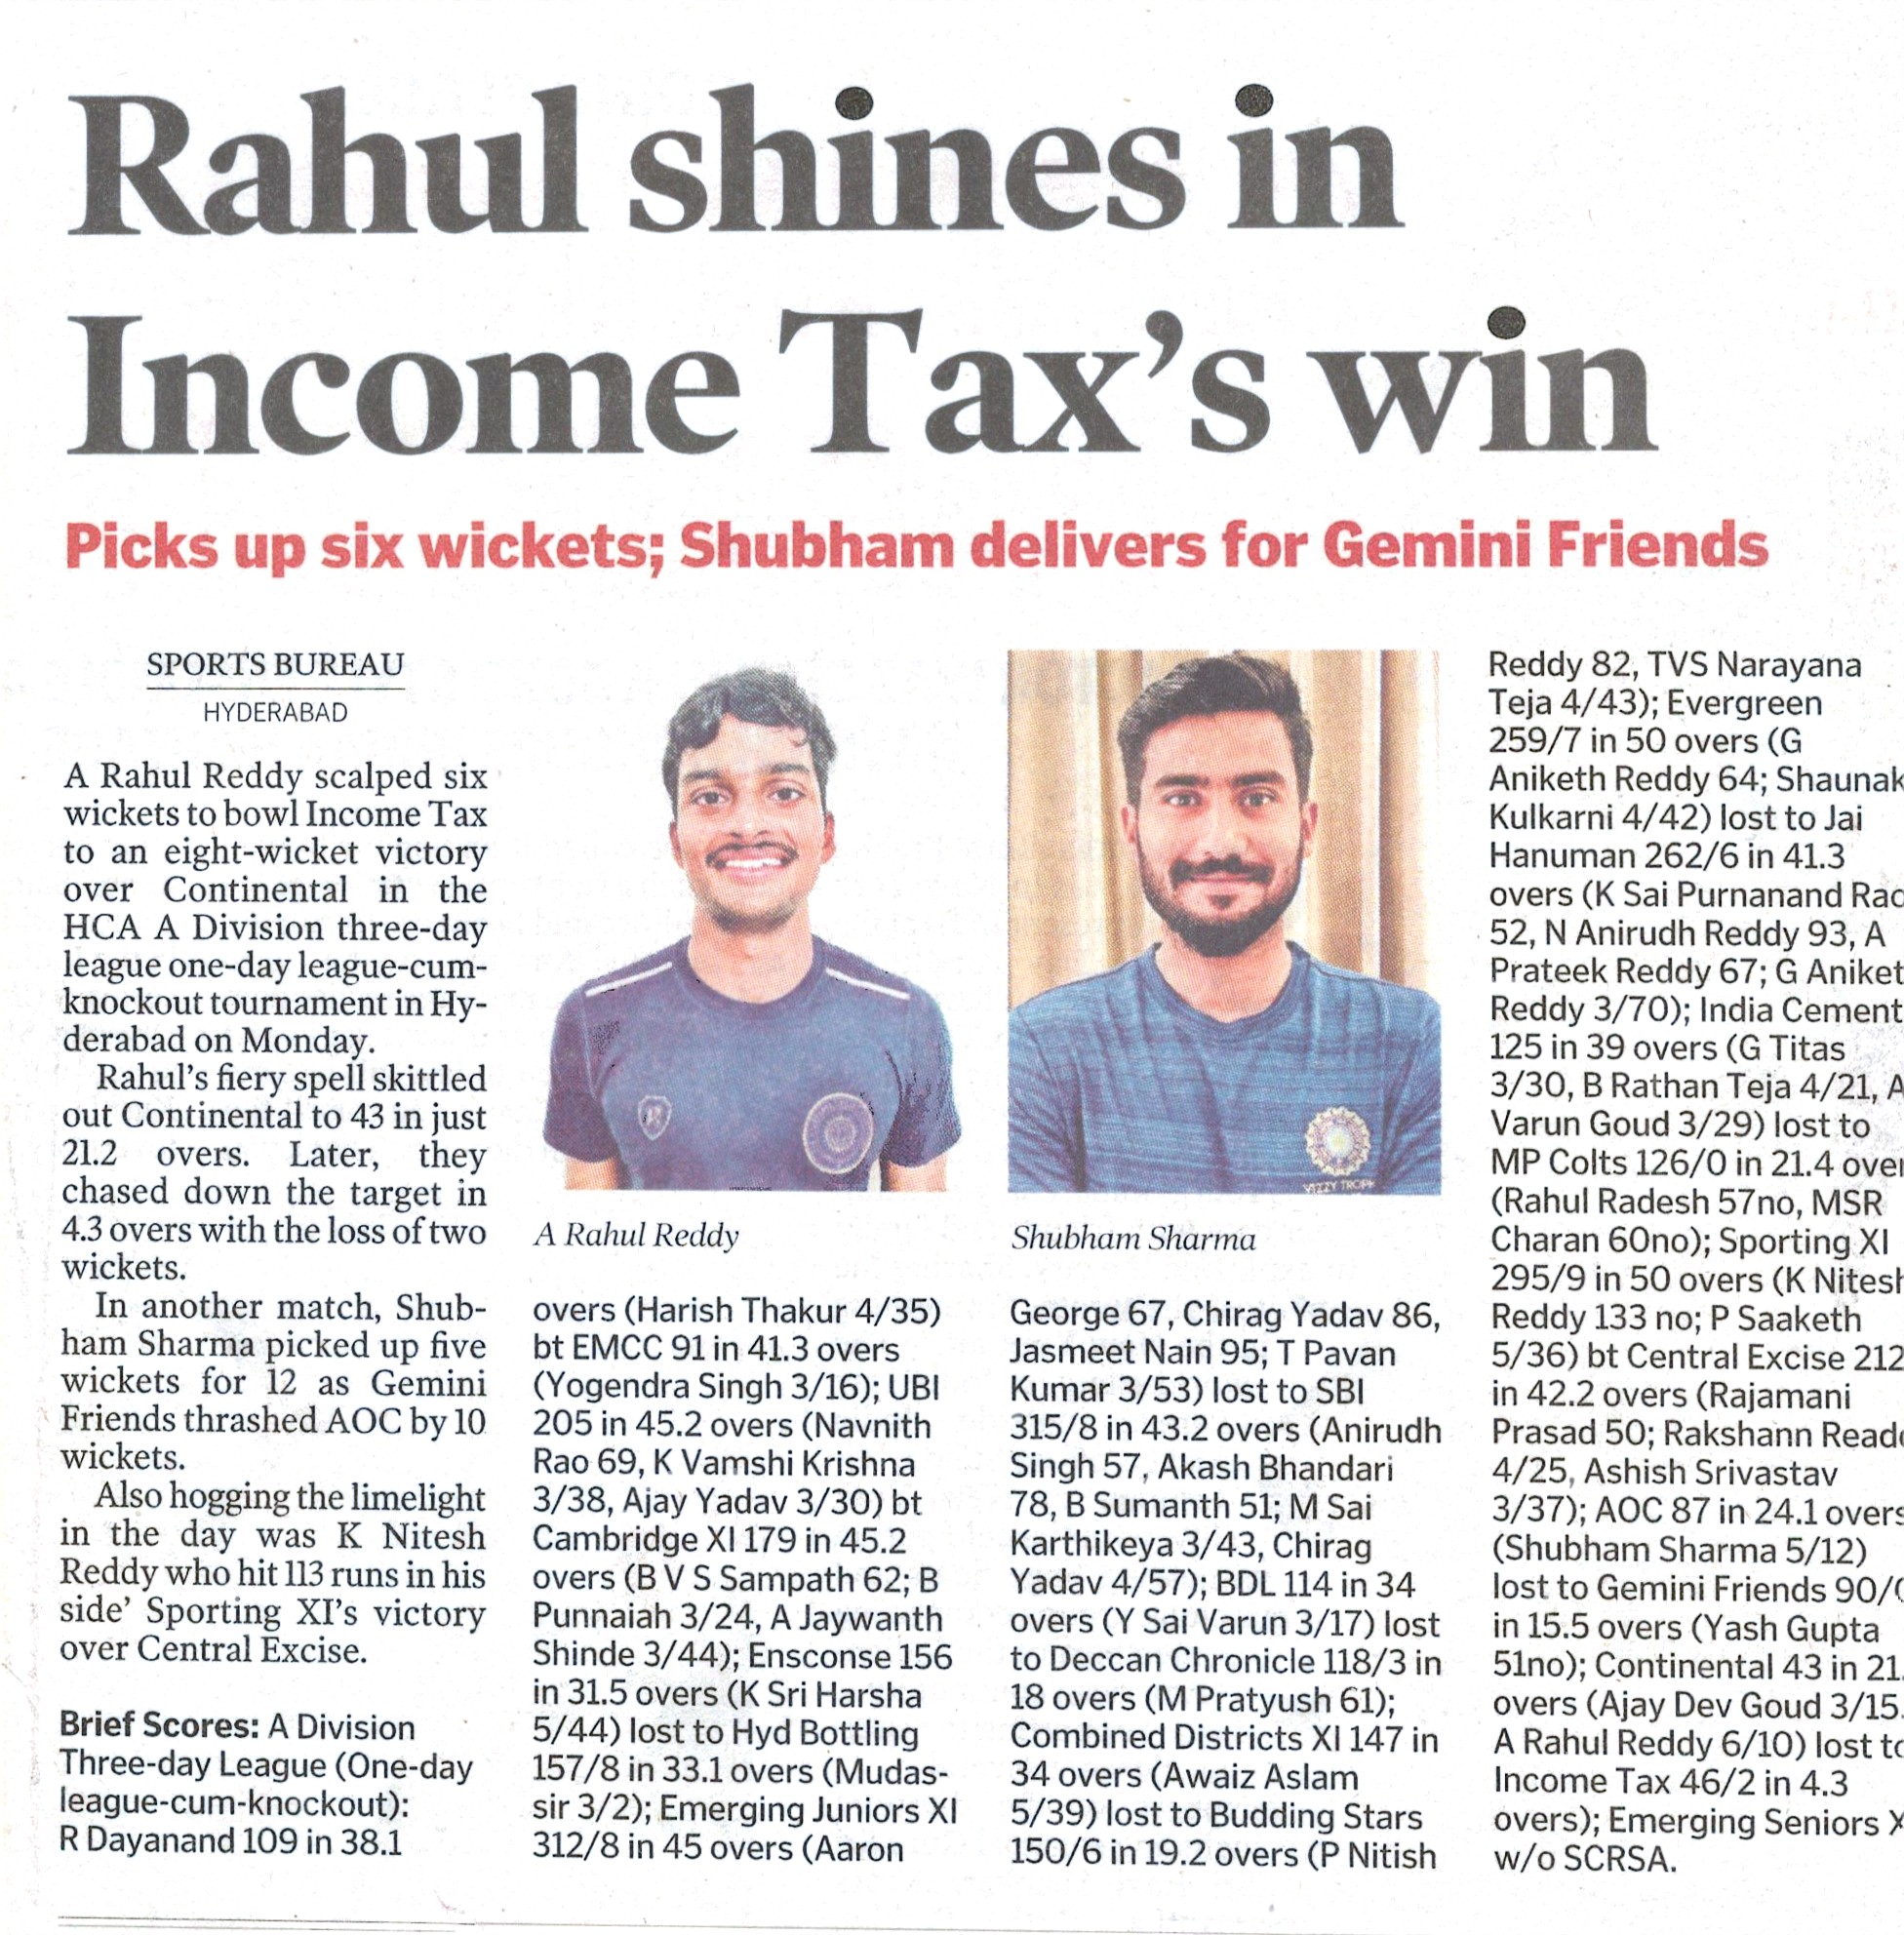 Rahul shines in
Income Tax's win
Picks up six wickets; Shubham delivers for Gemini Friends
SPORTS BUREAU
HYDERABAD
A Rahul Reddy scalped six
wickets to bowl Income Tax
to an eight-wicket victory
over Continental in the
HCA A Division three-day
league one-day league-cum-
knockout tournament in Hy-
derabad on Monday.
Rahul's fiery spell skittled
out Continental to 43 in just
21.2 overs. Later, they
chased down the target in
4.3 overs with the loss of two
wickets.
In another match, Shub-
ham Sharma picked up five
wickets for 12 as Gemini
Friends thrashed AOC by 10
wickets.
Also hogging the limelight
in the day was K Nitesh
Reddy who hit 113 runs in his
side' Sporting XI's victory
over Central Excise.
Brief Scores: A Division
Three-day League (One-day
league-cum-knockout):
R Dayanand 109 in 38.1
A Rahul Reddy
overs (Harish Thakur 4/35)
bt EMCC 91 in 41.3 overs
(Yogendra Singh 3/16); UBI
205 in 45.2 overs (Navnith
Rao 69, K Vamshi Krishna
3/38, Ajay Yadav 3/30) bt
Cambridge XI 179 in 45.2
overs (B V S Sampath 62; B
Punnaiah 3/24, A Jaywanth
Shinde 3/44); Ensconse 156
in 31.5 overs (K Sri Harsha
5/44) lost to Hyd Bottling
157/8 in 33.1 overs (Mudas-
sir 3/2); Emerging Juniors XI
312/8 in 45 overs (Aaron
VIZZY TROPH
Shubham Sharma
George 67, Chirag Yadav 86,
Jasmeet Nain 95; T Pavan
Kumar 3/53) lost to SBI
315/8 in 43.2 overs (Anirudh
Singh 57, Akash Bhandari
78, B Sumanth 51; M Sai
Karthikeya 3/43, Chirag
Yadav 4/57); BDL 114 in 34
overs (Y Sai Varun 3/17) lost
to Deccan Chronicle 118/3 in
18 overs (M Pratyush 61);
Combined Districts XI 147 in
34 overs (Awaiz Aslam
5/39) lost to Budding Stars
150/6 in 19.2 overs (P Nitish
Reddy 82, TVS Narayana
Teja 4/43); Evergreen
259/7 in 50 overs (G
Aniketh Reddy 64; Shaunak
Kulkarni 4/42) lost to Jai
Hanuman 262/6 in 41.3
overs (K Sai Purnanand Rao
52, N Anirudh Reddy 93, A
Prateek Reddy 67; G Aniket
Reddy 3/70); India Cement
125 in 39 overs (G Titas
3/30, B Rathan Teja 4/21, A
Varun Goud 3/29) lost to
MP Colts 126/0 in 21.4 over
(Rahul Radesh 57no, MSR
Charan 60no); Sporting XI
295/9 in 50 overs (K Nitesh
Reddy 133 no; P Saaketh
5/36) bt Central Excise 212
in 42.2 overs (Rajamani
Prasad 50; Rakshann Readd
4/25, Ashish Srivastav
3/37); AOC 87 in 24.1 overs
(Shubham Sharma 5/12)
lost to Gemini Friends 90/0
in 15.5 overs (Yash Gupta
51no); Continental 43 in 21.
overs (Ajay Dev Goud 3/15.
A Rahul Reddy 6/10) lost to
Income Tax 46/2 in 4.3
overs); Emerging Seniors X
w/o SCRSA.